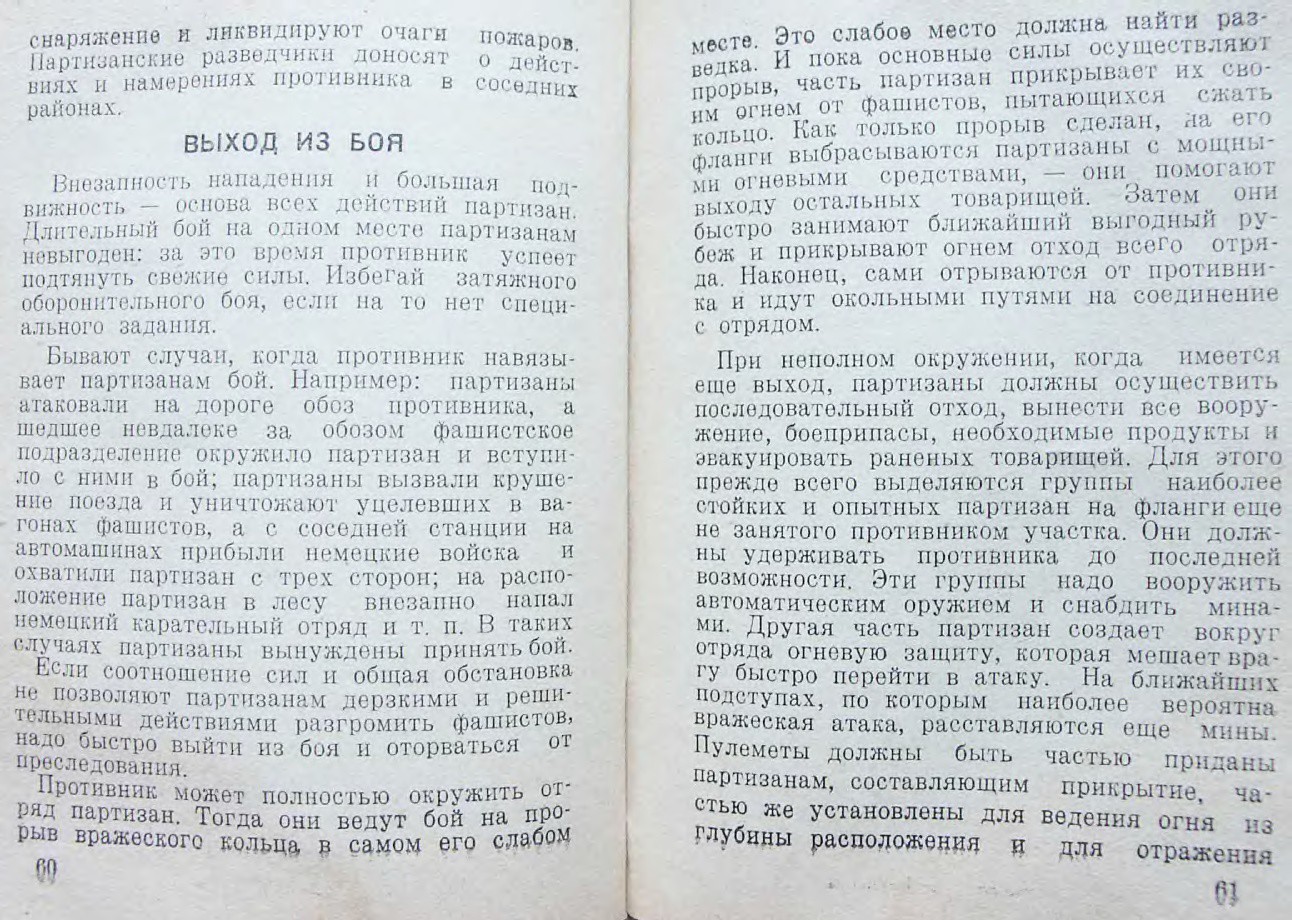 снаряжение и ликвидируют очаги пожаров.
Партизанские разведчики доносят о дейст-
виях и намерениях противника в соседних
районах.
ВЫХОД ИЗ БОЯ
Внезапность нападения и большая под-
вижность — основа всех действий партизан.
Длительный бой на одном месте партизанам
невыгоден: за это время противник успеет
подтянуть свежие силы. Избегай затяжного
оборонительного боя, если на то нет специ-
ального задания.
Бывают случаи, когда противник навязы-
вает партизанам бой. Например: партизаны
атаковали на дороге обоз противника, а
шедшее невдалеке за обозом фашистское
подразделение окружило партизан и вступи-
ло с ними в бой; партизаны вызвали круше-
ние поезда и уничтожают уцелевших в ва-
гонах фашистов, а с соседней станции на
автомашинах прибыли немецкие войска и
охватили партизан с трех сторон; на распо-
ложение партизан в лесу внезапно напал
немецкий карательный отряд и т. п. В таких
случаях партизаны вынуждены принять бой.
Если соотношение сил и общая обстановка
не позволяют партизанам дерзкими и реши-
тельными действиями разгромить фашистов,
надо быстро выйти из боя и оторваться от
преследования.
Противник может полностью окружить от-
ряд партизан. Тогда они ведут бой на про-
рыв вражеского кольца в самом его слабом
60
месте. Это слабое место должна найти раз-
ведка. И пока основные силы осуществляют
прорыв, часть партизан прикрывает их сво-
им огнем от фашистов, пытающихся сжать
кольцо. Как только прорыв сделан, на его
фланги выбрасываются партизаны с мощны-
ми огневыми средствами, — они помогают
выходу остальных товарищей. Затем они
быстро занимают ближайший выгодный ру-
беж и прикрывают огнем отход всего отря-
да. Наконец, сами отрываются от противни-
ка и идут окольными путями на соединение
с отрядом.
При неполном окружении, когда имеется
еще выход, партизаны должны осуществить
последовательный отход, вынести все воору-
жение, боеприпасы, необходимые продукты и
эвакуировать раненых товарищей. Для этого
прежде всего выделяются группы наиболее
стойких и опытных партизан на фланги еще
не занятого противником участка. Они долж-
ны удерживать противника до последней
возможности. Эти группы надо вооружить
автоматическим оружием и снабдить мина-
ми. Другая часть партизан создает вокруг
отряда огневую защиту, которая мешает вра-
гу быстро перейти в атаку. На ближайших
подступах, по которым наиболее вероятна
вражеская атака, расставляются еще мины.
Пулеметы должны быть частью приданы
партизанам, составляющим прикрытие, ча-
стью же установлены для ведения огня из
глубины расположения и для отражения
61